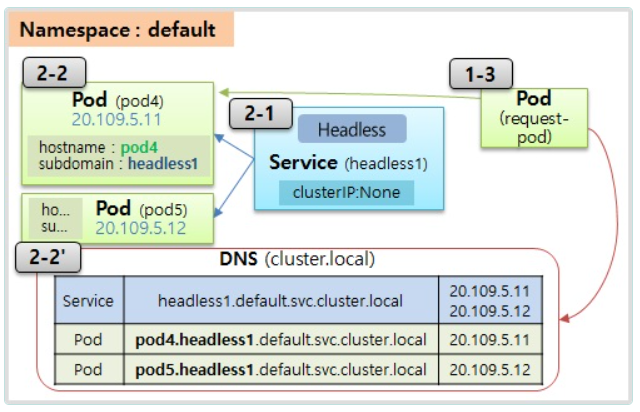 Namespace : default
2-2
Pod (pod4)
20.109.5.11
hostname : pod4
subdomain : headless1
2-1
Headless
Service (headless1)
clusterIP:None
1-3
Pod
(request-
pod)
ho...
su...
Pod (pod5)
20.109.5.12
2-2'
DNS (cluster.local)
Service headless1.default.svc.cluster.local 20.109.5.11
20.109.5.12
Pod pod4.headless1.default.svc.cluster.local 20.109.5.11
Pod pod5.headless1.default.svc.cluster.local 20.109.5.12